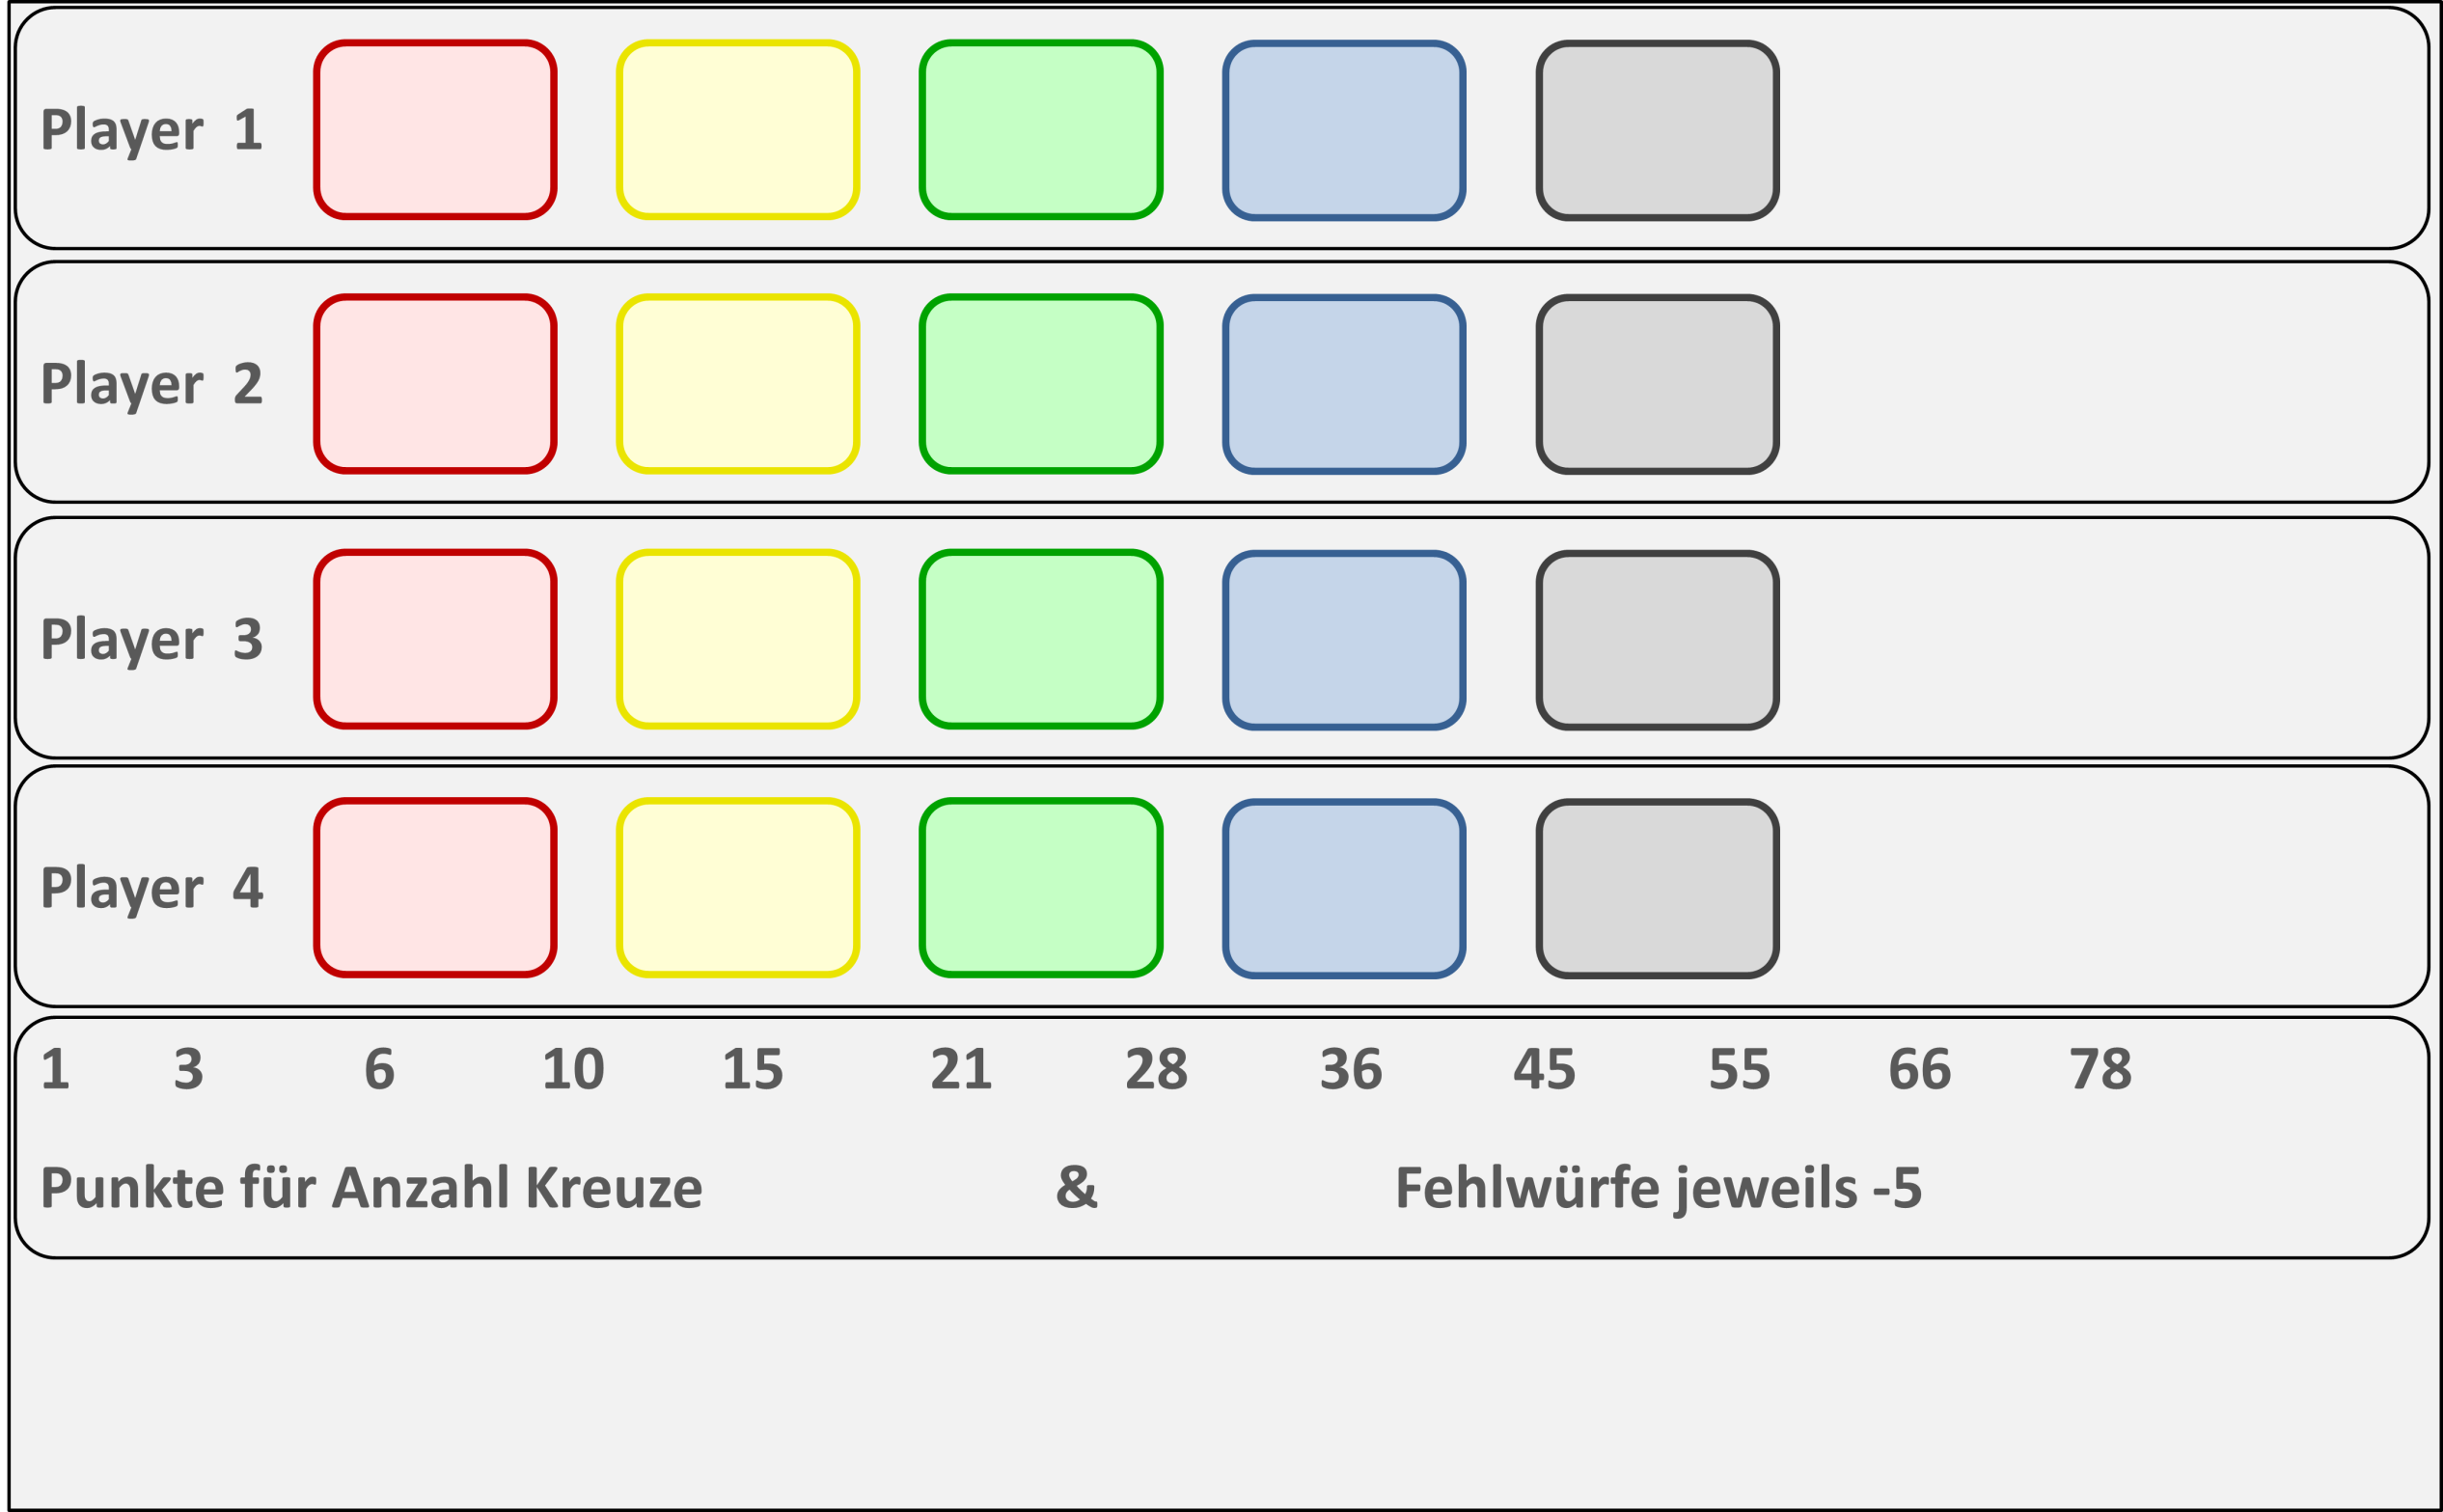 Player 1
Player 2
Player 3
Player 4
1 3 6 10 15 21 28 36 45 55 66 78
Punkte für Anzahl Kreuze & Fehlwürfe jeweils -5